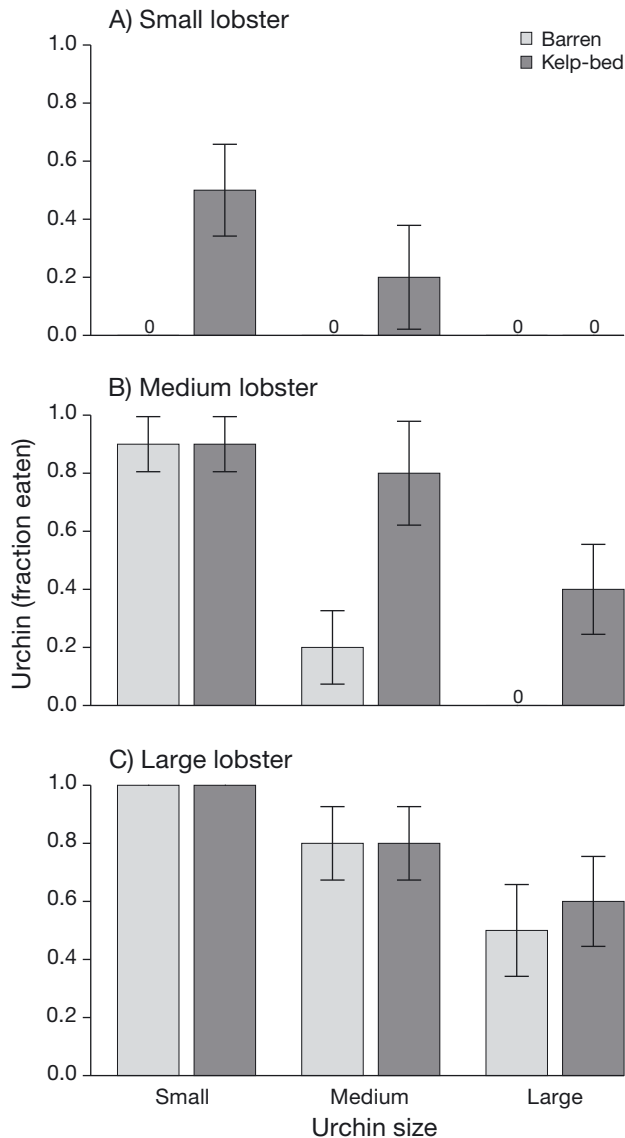 A) Small lobster
Barren
Kelp-bed
1.0
0.8
0.6
0.4
0.2
0.0
0
0
0
0
B) Medium lobster
1.0
0.8
0.6
0.4
0.2
0.0
0
Urchin (fraction eaten)
C) Large lobster
1.0
0.8
0.6
0.4
0.2
0.0
Small Medium Large
Urchin size